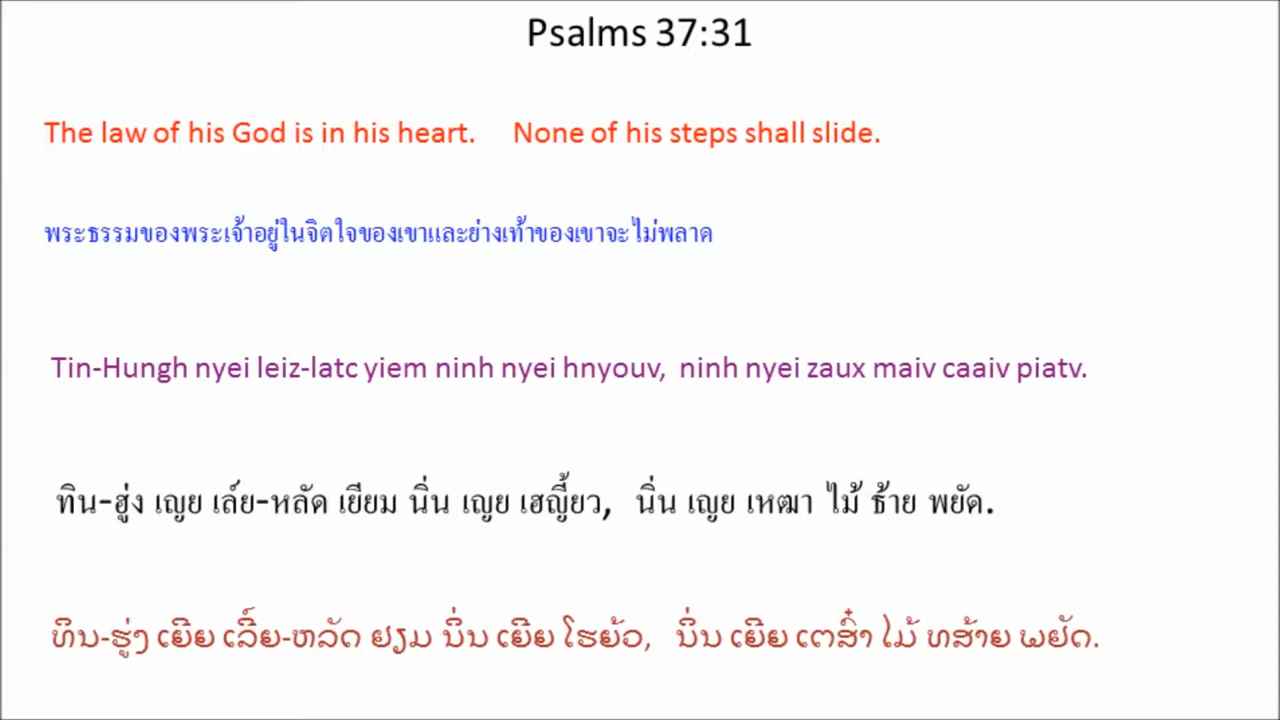 Psalms 37:31
The law of his God is in his heart. None of his steps shall slide.
พระธรรมของพระเจ้าอยู่ในจิตใจของเขาและย่างเท้าของเขาจะไม่พลาด
Tin-Hungh nyei leiz-latc yiem ninh nyei hnyouv, ninh nyei zaux maiv caaiv piatv.
ทิน-ฮู่ง เญย เล์ย-หลัด เยียม นิ่น เญย เฮญี้ยว, นิ่น เญย เหฒา ไม้ ธ้าย พยัด.
ທິນ-ຮູ່ງ ເຍີຍ ເລີ໌ຍ-ຫລັດ ຢຽມ ນິ່ນ ເຍີຍ ໂຮຍ້ວ, ນິ່ນ ເຍີຍ ເຕສົ໋າ ໄມ້ ທສ້າຍ ພຢັດ.